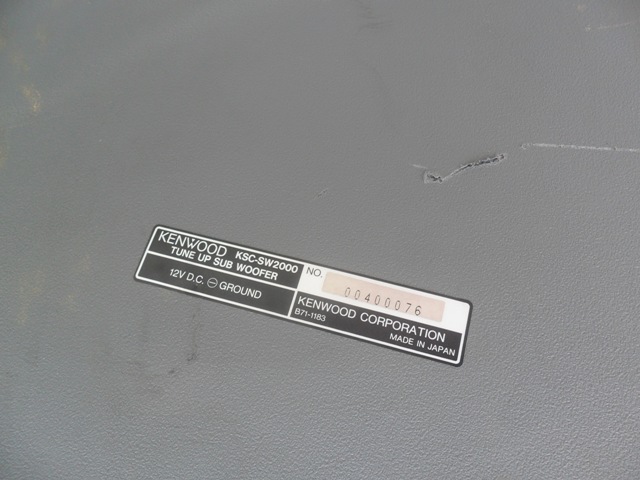 KENWOOD KSC-SW2000
TUNE UP SUB WOOFER
12V D.C. ⊖ GROUND
NO. 00400076
KENWOOD CORPORATION
B71-1183
MADE IN JAPAN